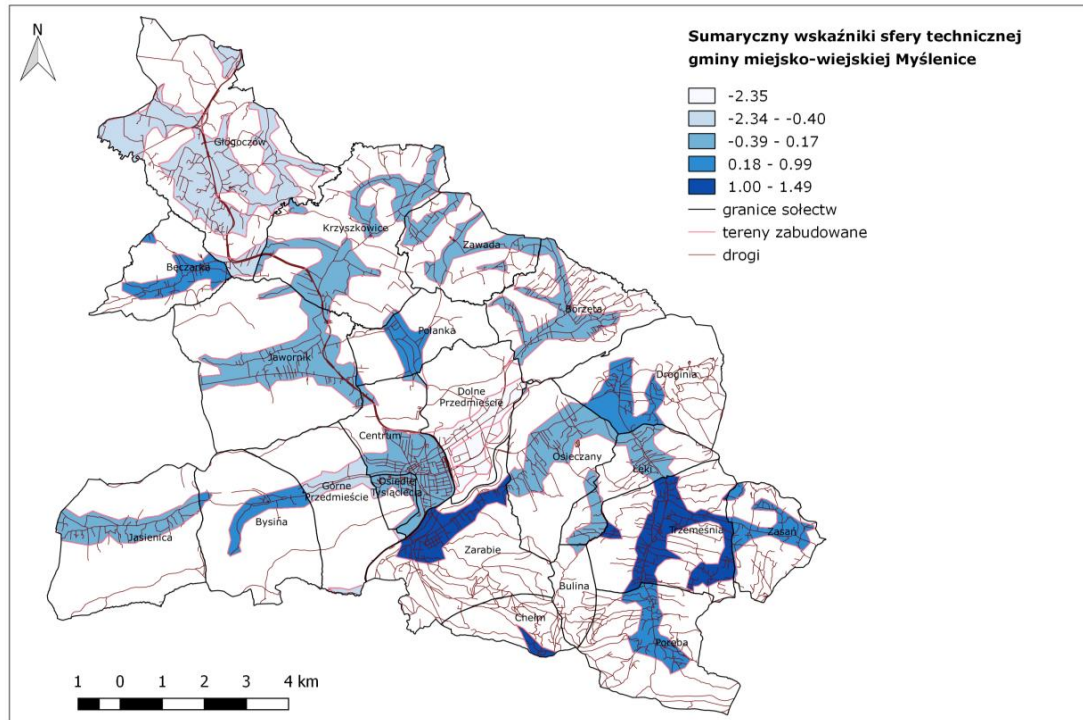 N
Sumaryczny wskaźniki sfery technicznej
gminy miejsko-wiejskiej Myślenice
-2.35
-2.34 - -0.40
-0.39 - 0.17
0.18 - 0.99
1.00 - 1.49
granice sołectw
tereny zabudowane
drogi
Głogoczów
Krzyszkowice
Zawada
Bęczarka
Borzęta
Polanka
Jawornik
Droginia
Dolne
Przedmieście
Centrum
Osieczany
Łęki
Górne
Przedmieście
Osiedle
Tysiąclecia
Bysina
Jasienica
Trzemeśnia
Zasań
Zarabie
Bulina
Chełm
Poręba
1 0 1 2 3 4 km